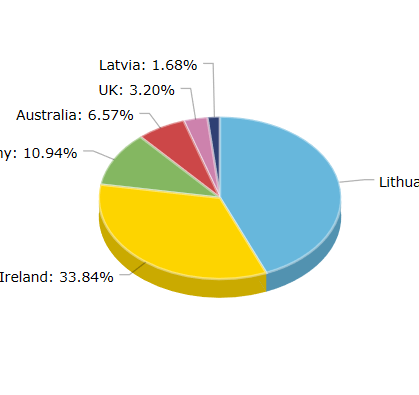 Latvia: 1.68%
UK: 3.20%
Australia: 6.57%
ny: 10.94%
Lithua
Ireland: 33.84%